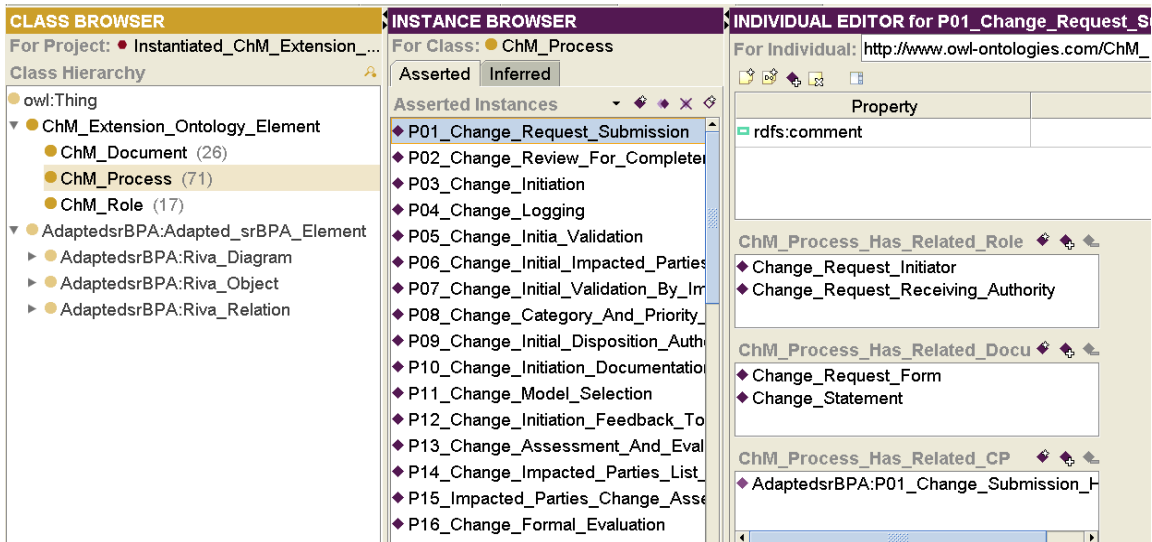 CLASS BROWSER
For Project: Instantiated_ChM_Extension_...
Class Hierarchy
owl:Thing
ChM_Extension_Ontology_Element
ChM_Document (26)
ChM_Process (71)
ChM_Role (17)
AdaptedsrBPA:Adapted_srBPA_Element
AdaptedsrBPA:Riva_Diagram
AdaptedsrBPA:Riva_Object
AdaptedsrBPA:Riva_Relation
INSTANCE BROWSER
For Class: ChM_Process
Asserted Inferred
Asserted Instances
P01_Change_Request_Submission
P02_Change_Review_For_Completer
P03_Change_Initiation
P04_Change_Logging
P05_Change_Initia_Validation
P06_Change_Initial_Impacted_Parties
P07_Change_Initial_Validation_By_Im
P08_Change_Category_And_Priority_
P09_Change_Initial_Disposition_Auth
P10_Change_Initiation_Documentatio
P11_Change_Model_Selection
P12_Change_Initiation_Feedback_To
P13_Change_Assessment_And_Eval
P14_Change_Impacted_Parties_List_
P15_Impacted_Parties_Change_Asse
P16_Change_Formal_Evaluation
INDIVIDUAL EDITOR for P01_Change_Request_Su
For Individual: http://www.owl-ontologies.com/ChM_
Property
rdfs:comment
ChM_Process_Has_Related_Role
Change_Request_Initiator
Change_Request_Receiving_Authority
ChM_Process_Has_Related_Docu
Change_Request_Form
Change_Statement
ChM_Process_Has_Related_CP
AdaptedsrBPA:P01_Change_Submission_H